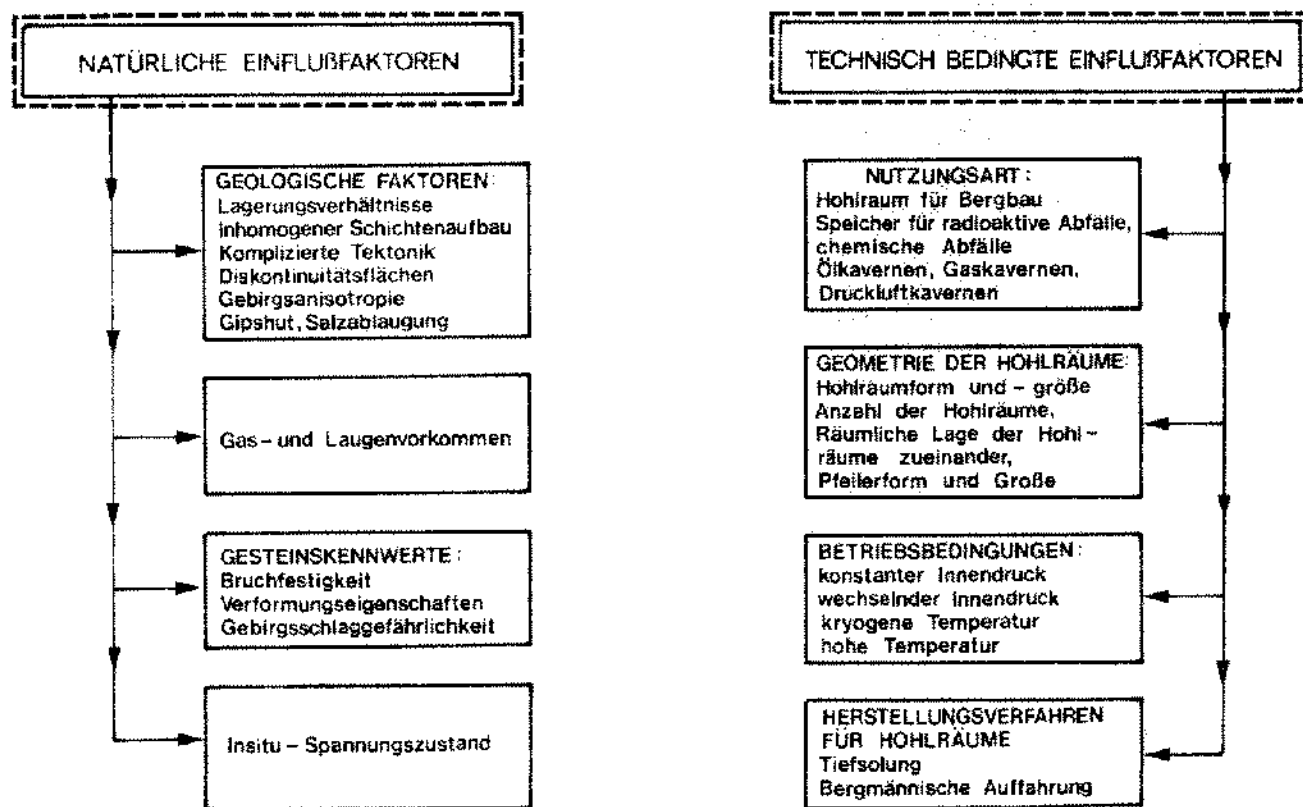 NATÜRLICHE EINFLUßFAKTOREN
GEOLOGISCHE FAKTOREN:
Lagerungsverhältnisse
Inhomogener Schichtenaufbau
Komplizierte Tektonik
Diskontinuitätsflächen
Gebirgsanisotropie
Gipshut, Salzablaugung
Gas- und Laugenvorkommen
GESTEINSKENNWERTE:
Bruchfestigkeit
Verformungseigenschaften
Gebirgsschlaggefährlichkeit
Insitu - Spannungszustand
TECHNISCH BEDINGTE EINFLUßFAKTOREN
NUTZUNGSART:
Hohlraum für Bergbau
Speicher für radioaktive Abfälle,
chemische Abfälle
Ölkavernen, Gaskavernen,
Druckluftkavernen
GEOMETRIE DER HOHLRÄUME:
Hohlraumform und - größe
Anzahl der Hohlräume,
Räumliche Lage der Hohl-
räume zueinander,
Pfeilerform und Große
BETRIEBSBEDINGUNGEN:
konstanter Innendruck
wechselnder Innendruck
kryogene Temperatur
hohe Temperatur
HERSTELLUNGSVERFAHREN
FÜR HOHLRÄUME
Tiefsolung
Bergmännische Auffahrung